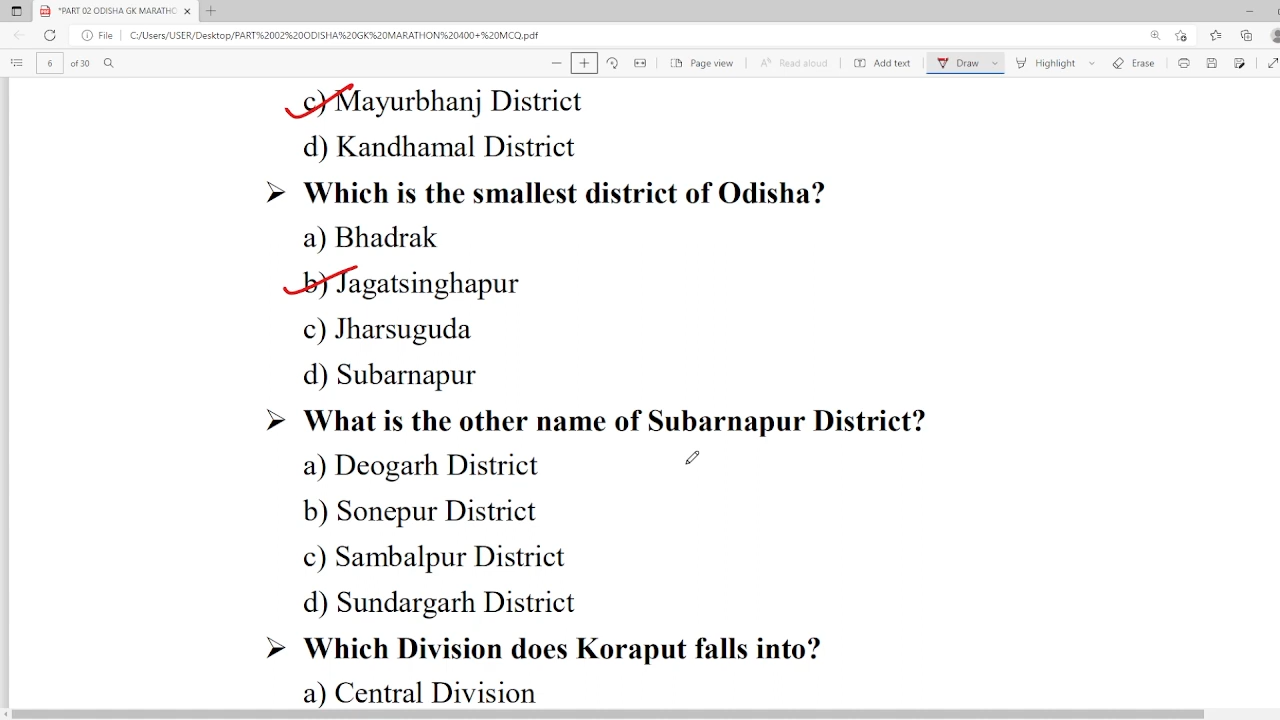 *PART 02 ODISHA GK MARATHO
File
C:/Users/USER/Desktop/PART%2002%20ODISHA%20GK%20MARATHON%20400+%20MCQ.pdf
6 of 30 Page view Read aloud Add text Draw Highlight Erase
c) Mayurbhanj District
d) Kandhamal District
➢ Which is the smallest district of Odisha?
a) Bhadrak
b) Jagatsinghapur
c) Jharsuguda
d) Subarnapur
➢ What is the other name of Subarnapur District?
a) Deogarh District
b) Sonepur District
c) Sambalpur District
d) Sundargarh District
➢ Which Division does Koraput falls into?
a) Central Division